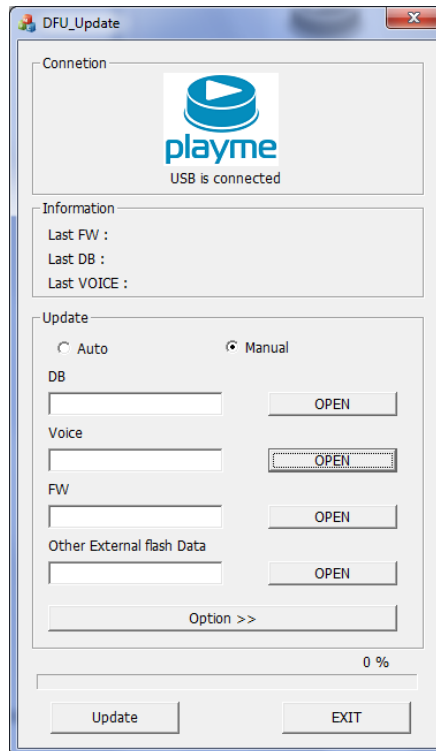 DFU_Update
Connetion
playme
USB is connected
Information
Last FW :
Last DB :
Last VOICE :
Update
Auto Manual
DB
OPEN
Voice
OPEN
FW
OPEN
Other External flash Data
OPEN
Option >>
0 %
Update EXIT